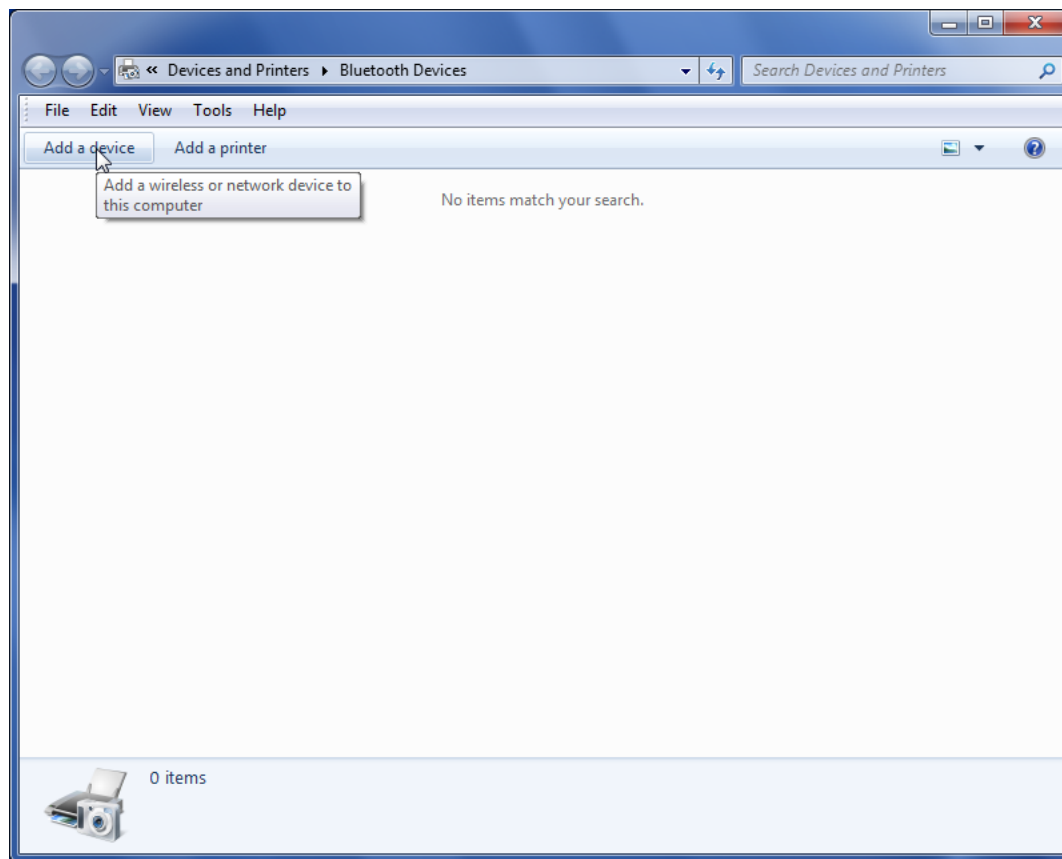 « Devices and Printers ▸ Bluetooth Devices Search Devices and Printers
File Edit View Tools Help
Add a device Add a printer
Add a wireless or network device to
this computer
No items match your search.
0 items